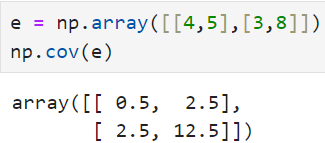 e = np.array([[4,5],[3,8]])
np.cov(e)
array([[ 0.5,  2.5],
       [ 2.5, 12.5]])